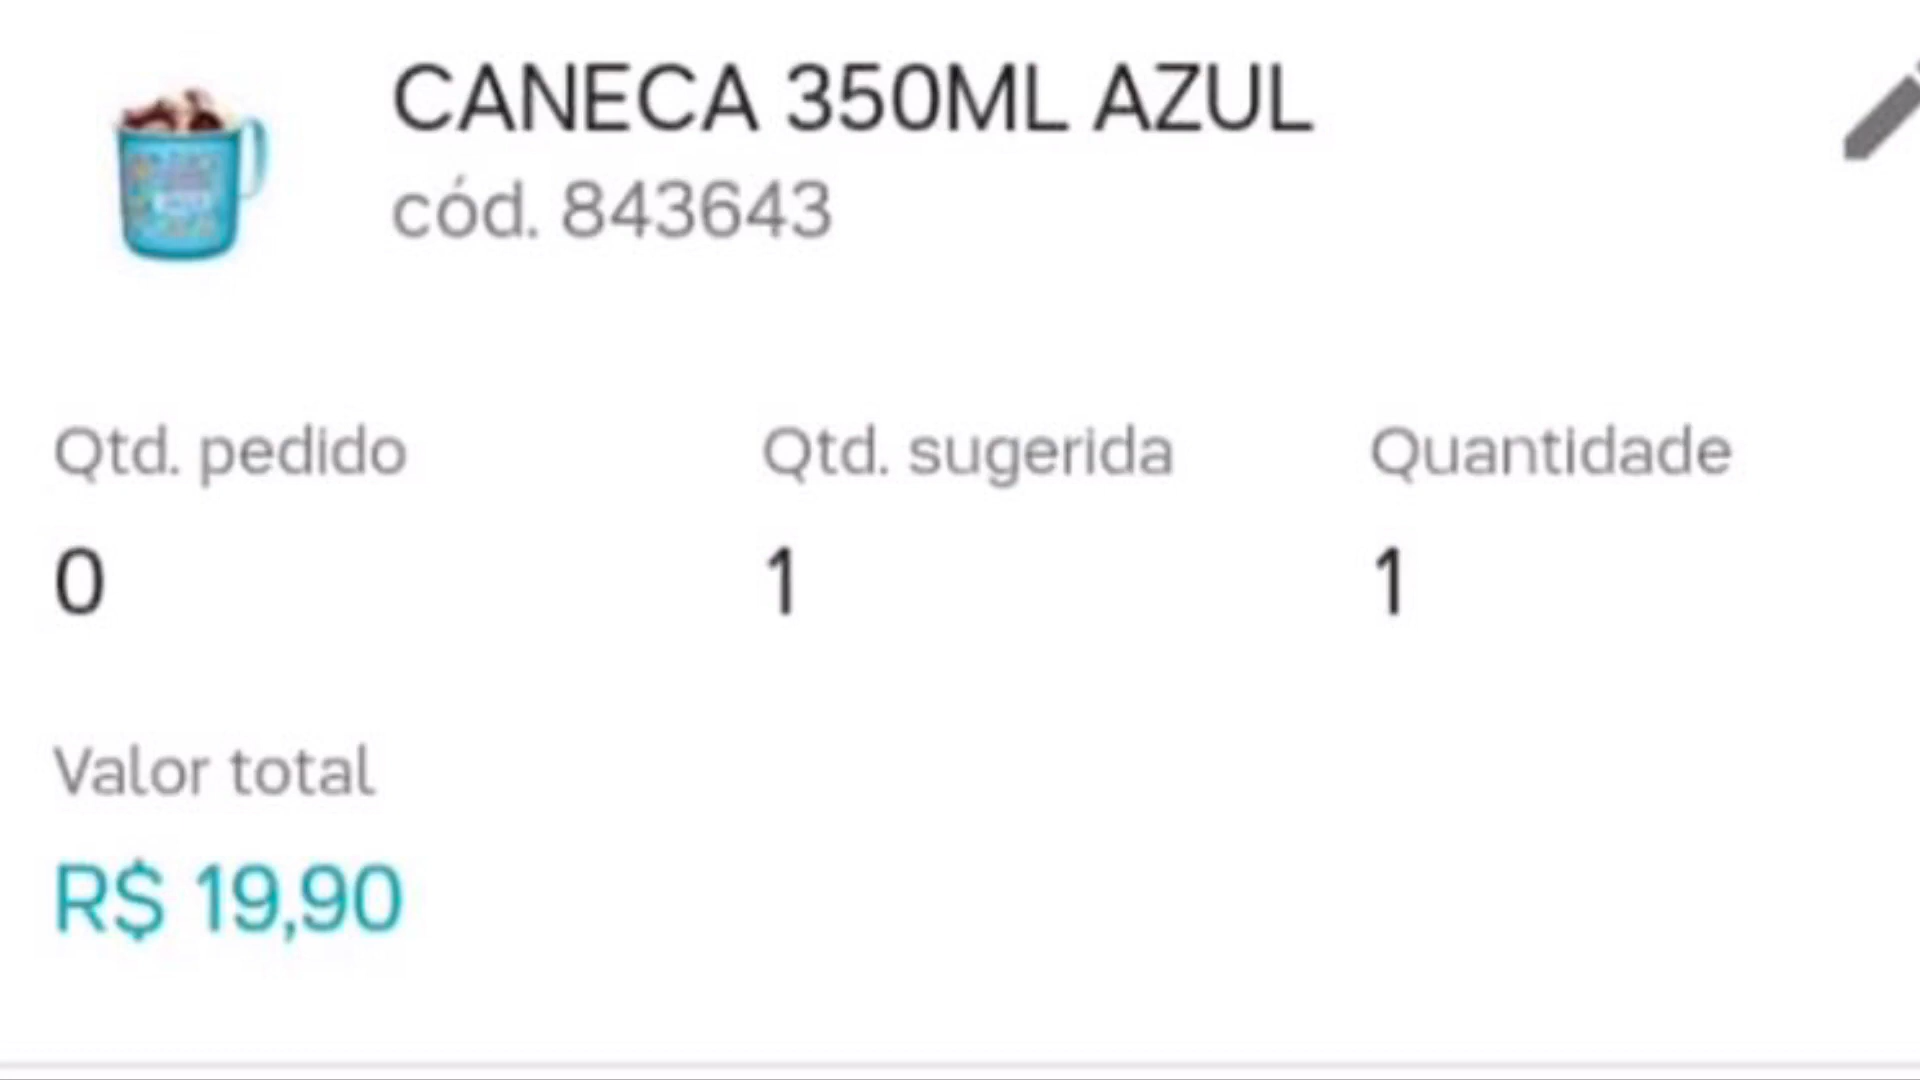 CANECA 350ML AZUL
cód. 843643
Qtd. pedido
Qtd. sugerida
Quantidade
0
1
1
Valor total
R$ 19,90